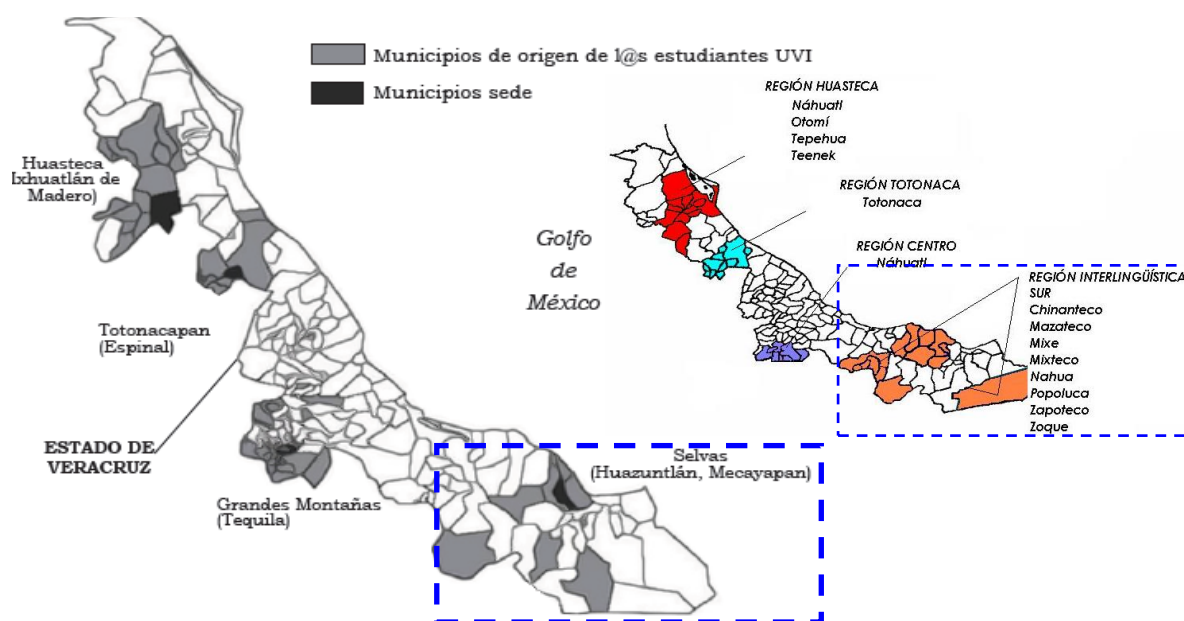 Municipios de origen de l@s estudiantes UVI
Municipios sede
Huasteca
Ixhuatlán de
Madero)
Totonacapan
(Espinal)
ESTADO DE
VERACRUZ
Grandes Montañas
(Tequila)
Selvas
(Huazuntlán, Mecayapan)
Golfo
de
México
REGIÓN HUASTECA
Náhuatl
Otomí
Tepehua
Teenek
REGIÓN TOTONACA
Totonaca
REGIÓN CENTRO
Náhuatl
REGIÓN INTERLINGÜÍSTICA
SUR
Chinanteco
Mazateco
Mixe
Mixteco
Nahua
Popoluca
Zapoteco
Zoque